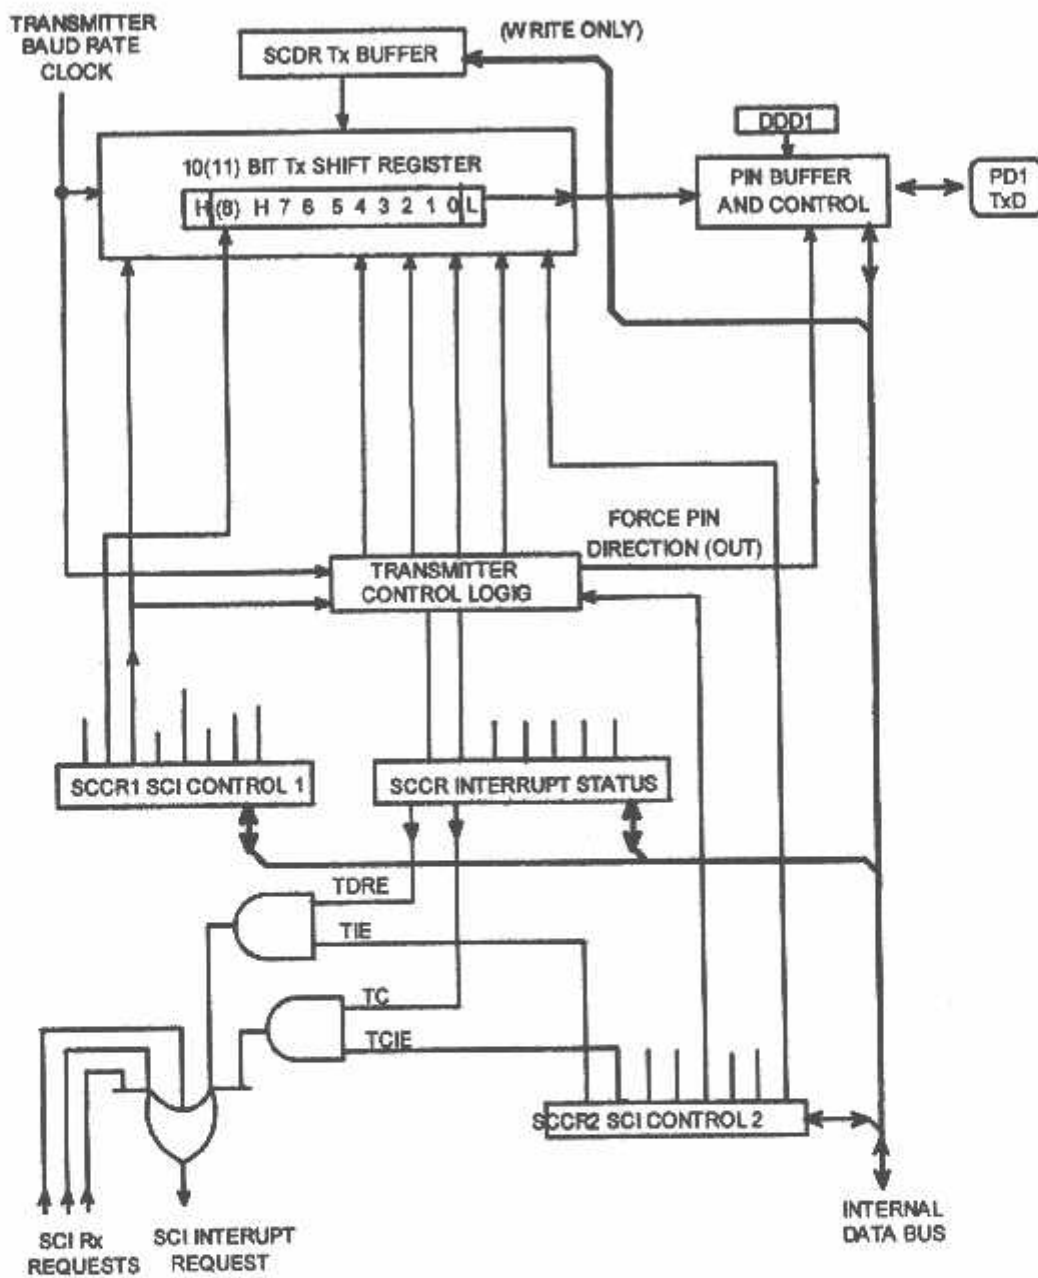 TRANSMITTER
BAUD RATE
CLOCK
(WRITE ONLY)
SCDR Tx BUFFER
DDD1
10(11) BIT Tx SHIFT REGISTER
H (8) H 7 6 5 4 3 2 1 0 L
PIN BUFFER
AND CONTROL
PD1
TxD
FORCE PIN
DIRECTION (OUT)
TRANSMITTER
CONTROL LOGIG
SCCR1 SCI CONTROL 1
SCCR INTERRUPT STATUS
TDRE
TIE
TC
TCIE
SCCR2 SCI CONTROL 2
SCI Rx
REQUESTS
SCI INTERUPT
REQUEST
INTERNAL
DATA BUS